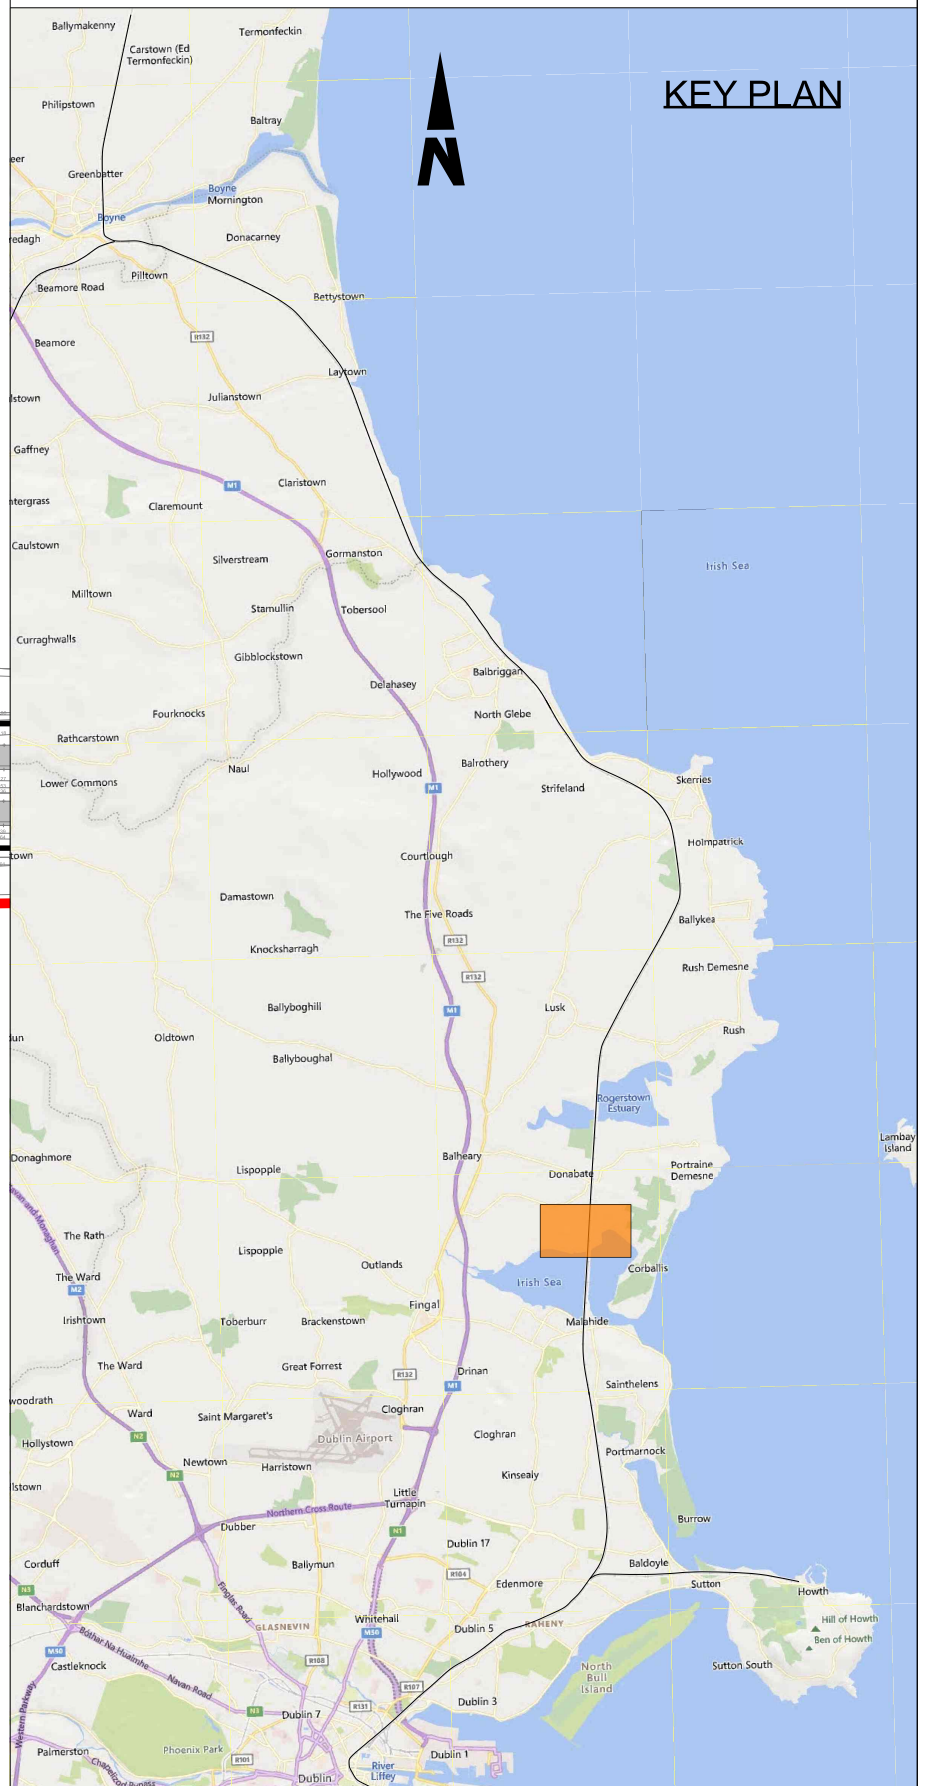 KEY PLAN
N
Ballymakenny
Termonfeckin
Carstown (Ed
Termonfeckin)
Philipstown
Baltray
Greenbatter
Boyne
Mornington
Boyne
Donacarney
Pilltown
Beamore Road
Bettystown
R132
Beamore
Laytown
Julianstown
Gaffney
M1
Claristown
Claremount
Caulstown
Gormanston
Silverstream
Irish Sea
Milltown
Stamullin
Tobersool
Curraghwalls
Gibblockstown
Balbriggan
Delahasey
Fourknocks
North Glebe
Rathcarstown
Naul
Balrothery
Hollywood
Skerries
Lower Commons
M1
Strifeland
Holmpatrick
Courtlough
Damastown
The Five Roads
Ballykea
R132
Knocksharragh
Rush Demesne
R132
Ballyboghill
M1
Lusk
Oldtown
Rush
Ballyboughal
Rogerstown
Estuary
Lambay
Island
Donaghmore
Balheary
Lispopple
Donabate
Portraine
Demesne
The Rath
Lispopple
Outlands
Corballis
The Ward
M2
Irish Sea
Fingal
Irishtown
Toberburr
Brackenstown
Malahide
The Ward
Great Forrest
R132
Drinan
M1
Sainthelens
Ward
Saint Margaret's
Cloghran
N2
Dublin Airport
Cloghran
Hollystown
Portmarnock
Newtown
Harristown
Kinsealy
N2
Little
Turnapin
Northern Cross Route
Burrow
Dubber
N1
Dublin 17
Corduff
Ballymun
Baldoyle
R104
Edenmore
Sutton
Howth
N3
Blanchardstown
Finglas Road
Whitehall
Hill of Howth
GLASNEVIN
M50
Dublin 5
RAHENY
Ben of Howth
M50
Bóthar Na Huaimhe
Castleknock
R108
North
Bull
Island
Sutton South
Navan Road
R107
Western Parkway
N3
Dublin 7
R131
Dublin 3
Palmerston
Phoenix Park
R101
Dublin 1
River
Liffey
Dublin